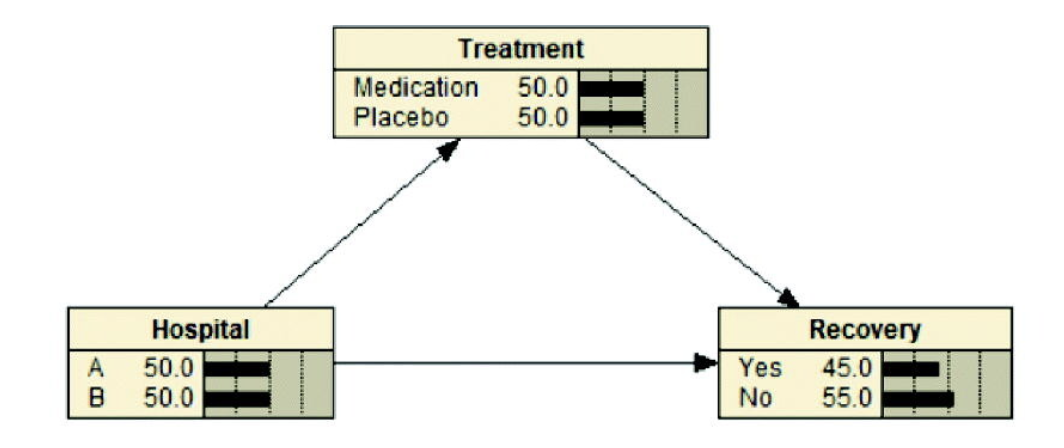 Treatment
Medication 50.0
Placebo 50.0
Hospital
A 50.0
B 50.0
Recovery
Yes 45.0
No 55.0